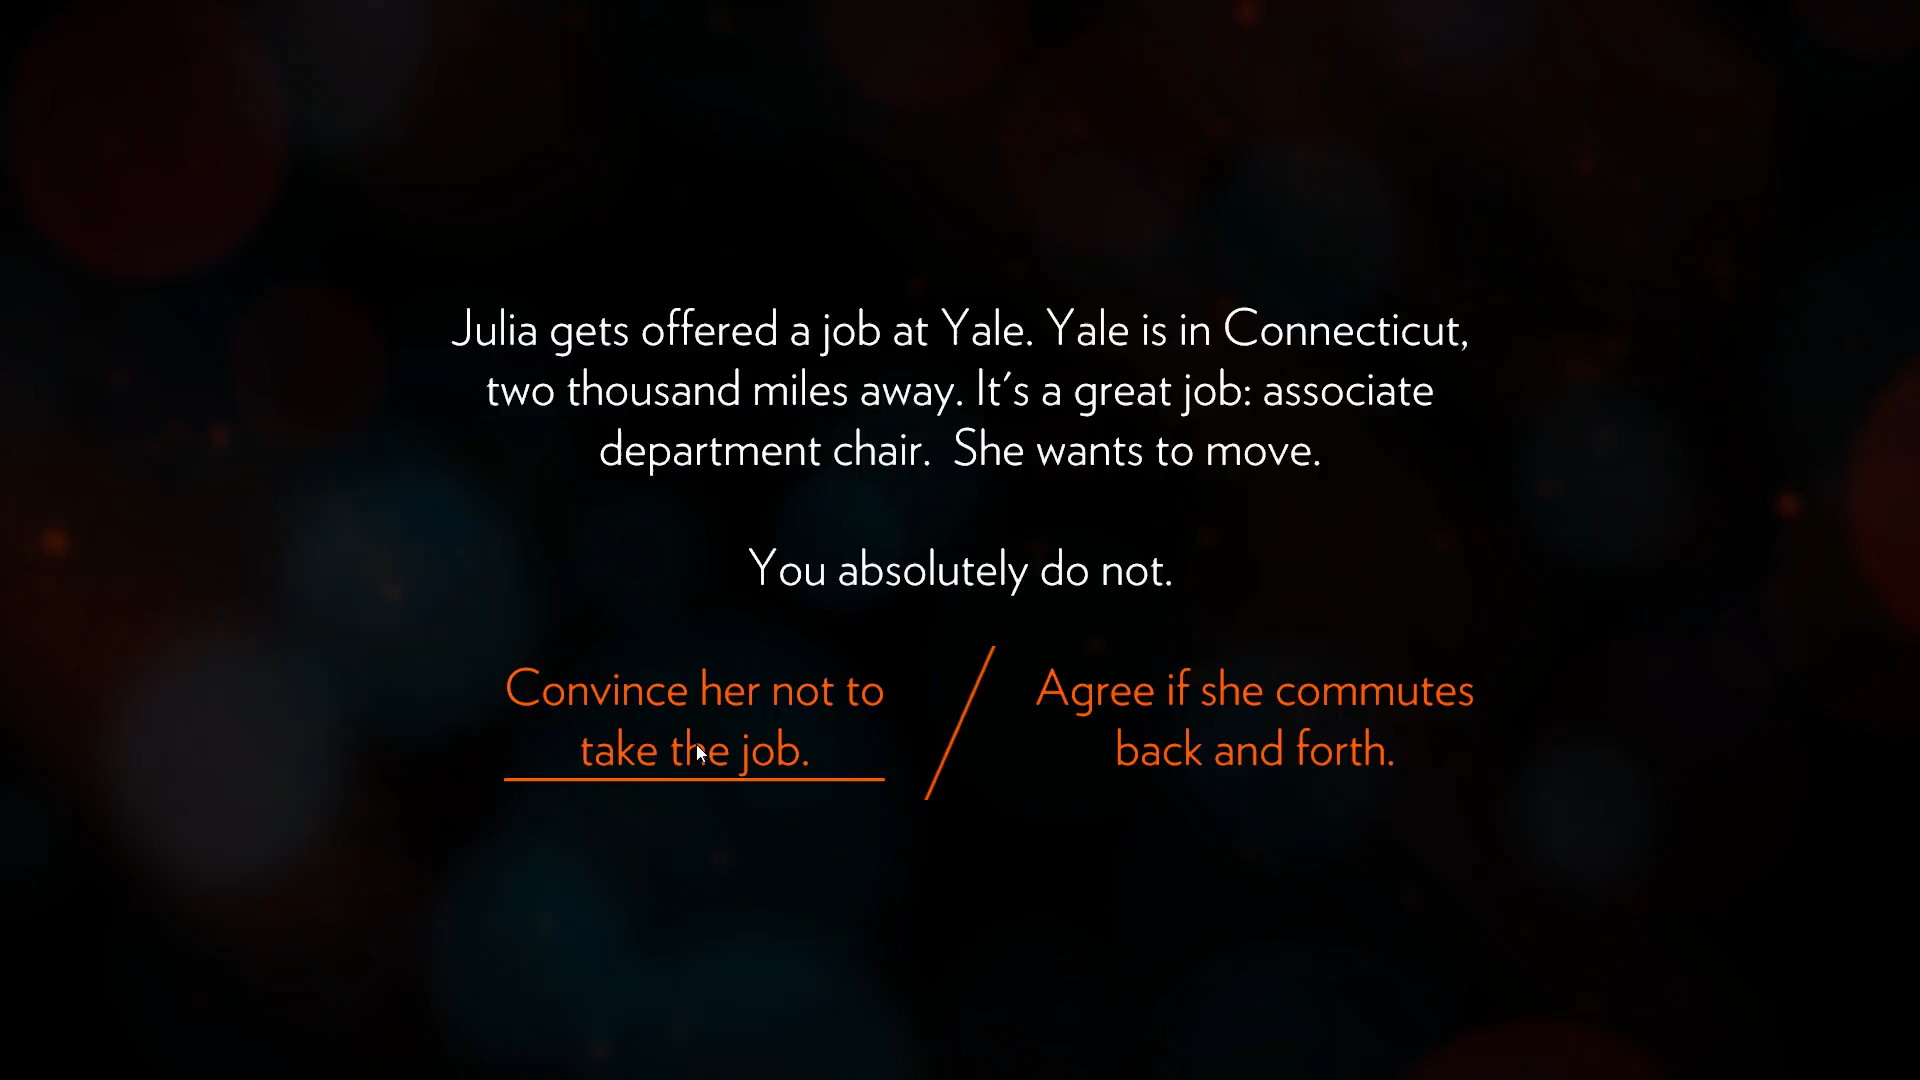 Julia gets offered a job at Yale. Yale is in Connecticut,
two thousand miles away. It's a great job: associate
department chair.  She wants to move.
You absolutely do not.
Convince her not to
take the job.
Agree if she commutes
back and forth.